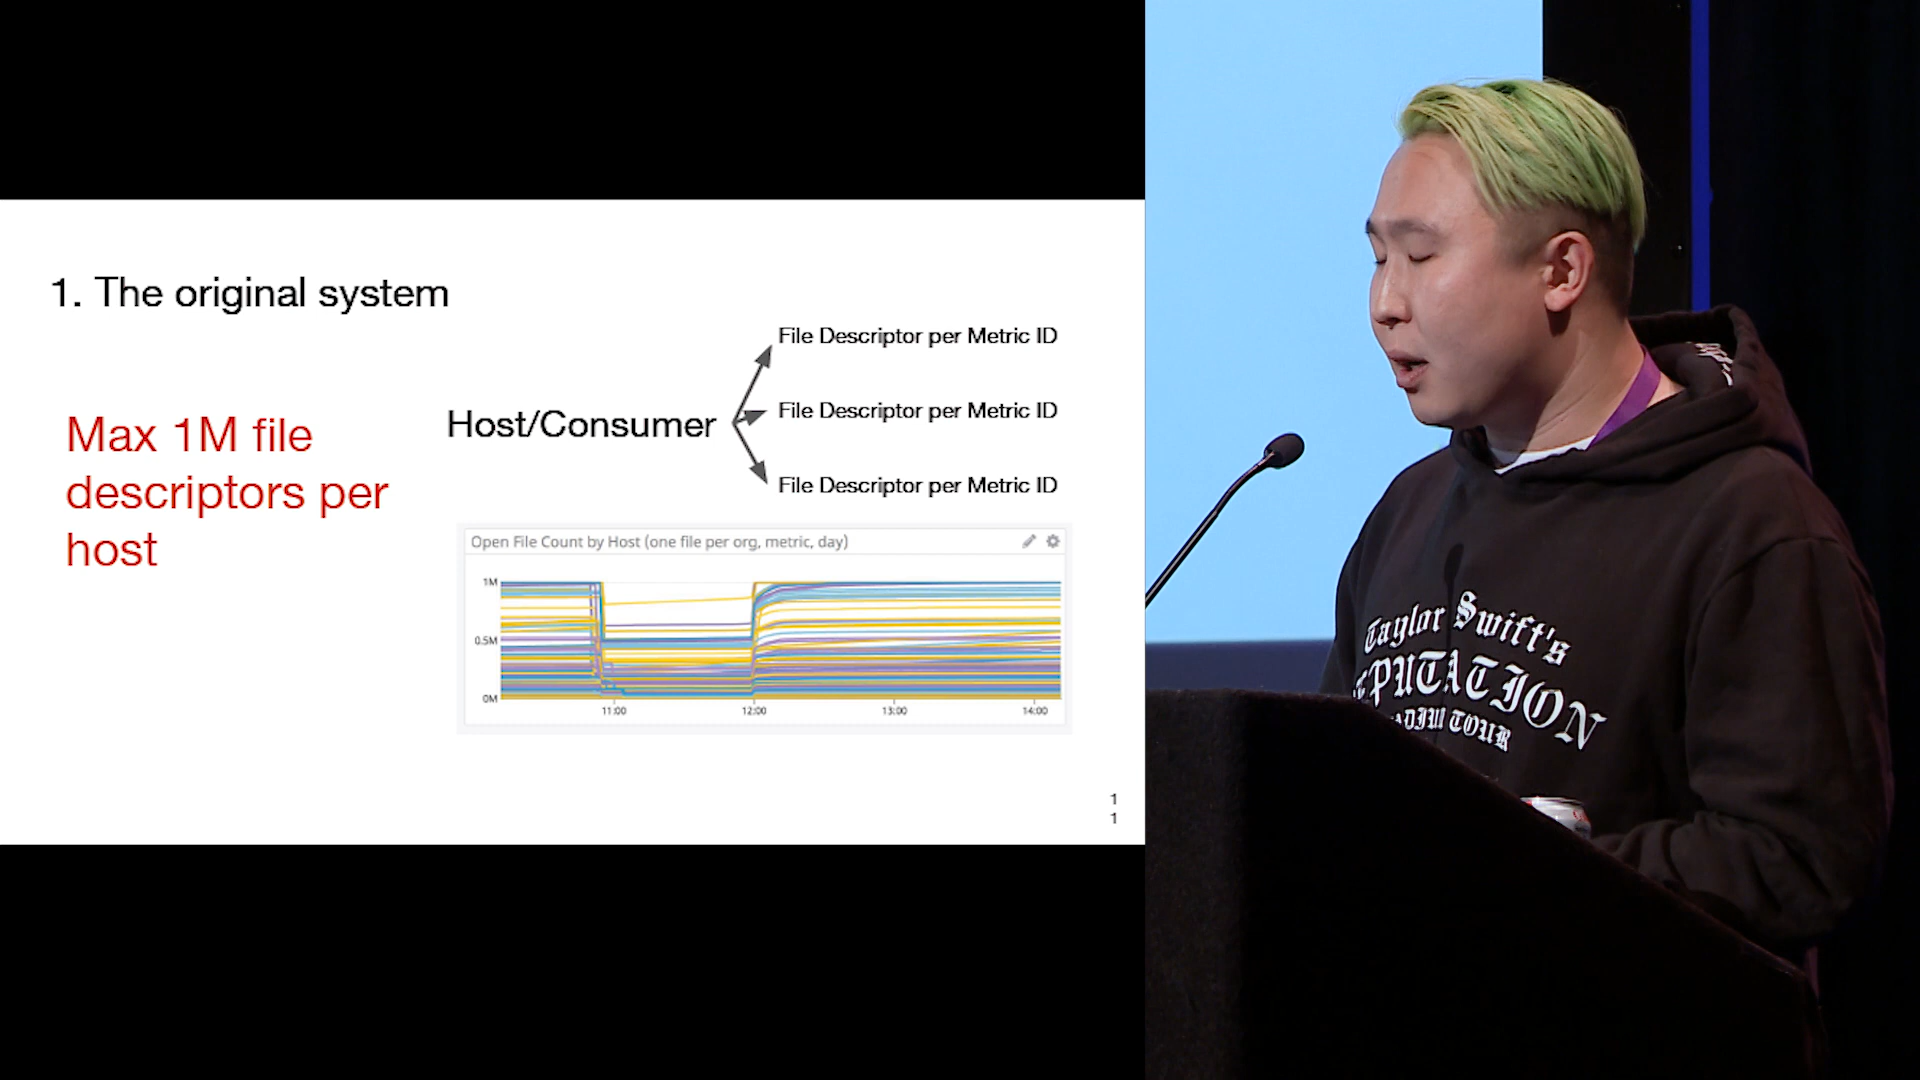 1. The original system
Max 1M file
descriptors per
host
Host/Consumer
File Descriptor per Metric ID
File Descriptor per Metric ID
File Descriptor per Metric ID
Open File Count by Host (one file per org, metric, day)
1M
0.5M
0M
11:00
12:00
13:00
14:00
1
1
Taylor Swift's
REPUTATION
STADIUM TOUR